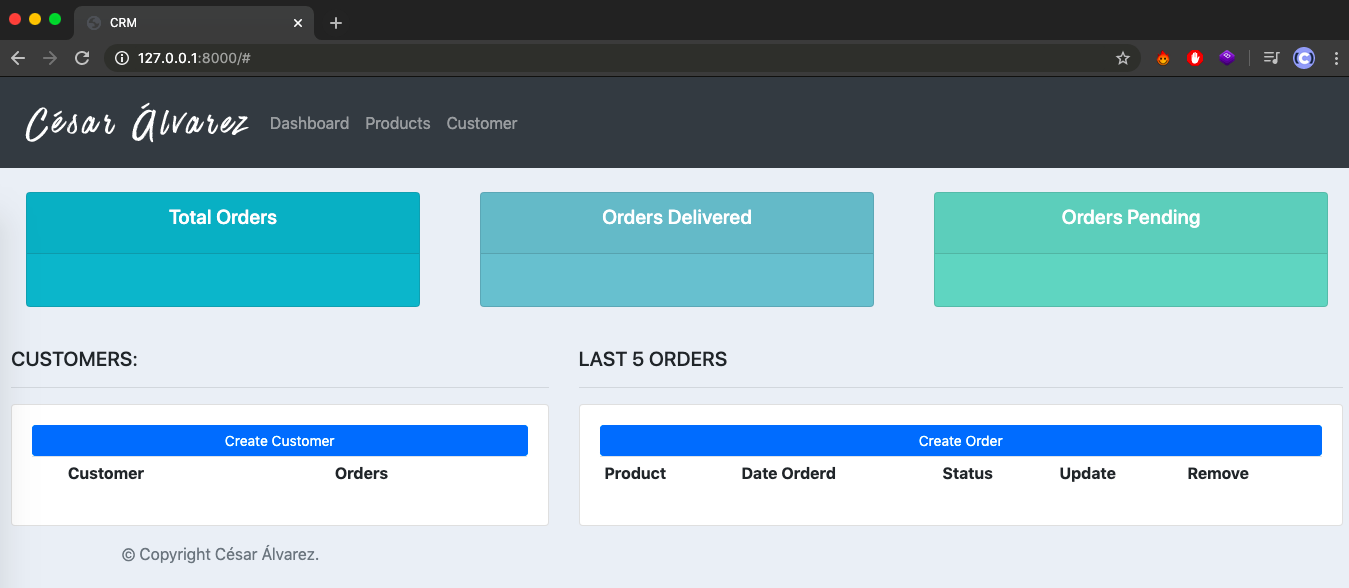 CRM
127.0.0.1:8000/#
César Álvarez Dashboard Products Customer
Total Orders Orders Delivered Orders Pending
CUSTOMERS: LAST 5 ORDERS
Create Customer Create Order
Customer Orders Product Date Orderd Status Update Remove
© Copyright César Álvarez.